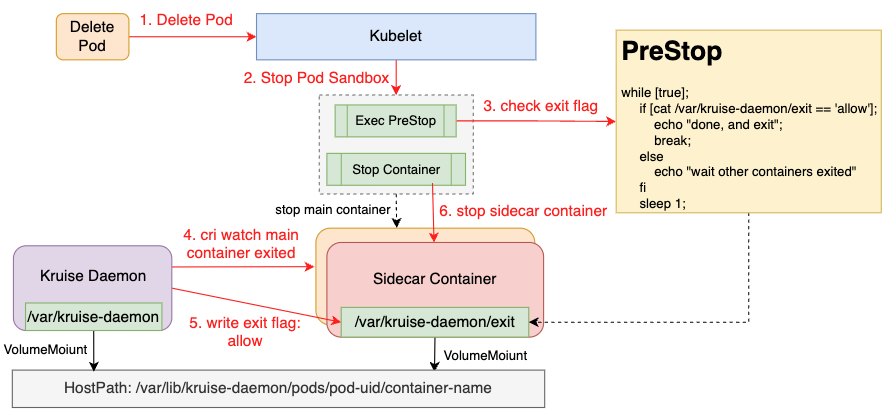 Delete
Pod
1. Delete Pod
Kubelet
2. Stop Pod Sandbox
Exec PreStop
3. check exit flag
Stop Container
PreStop
while [true];
if [cat /var/kruise-daemon/exit == 'allow'];
echo "done, and exit";
break;
else
echo "wait other containers exited"
fi
sleep 1;
stop main container
6. stop sidecar container
4. cri watch main
container exited
Kruise Daemon
/var/kruise-daemon
Sidecar Container
/var/kruise-daemon/exit
5. write exit flag:
allow
VolumeMoiunt
VolumeMoiunt
HostPath: /var/lib/kruise-daemon/pods/pod-uid/container-name